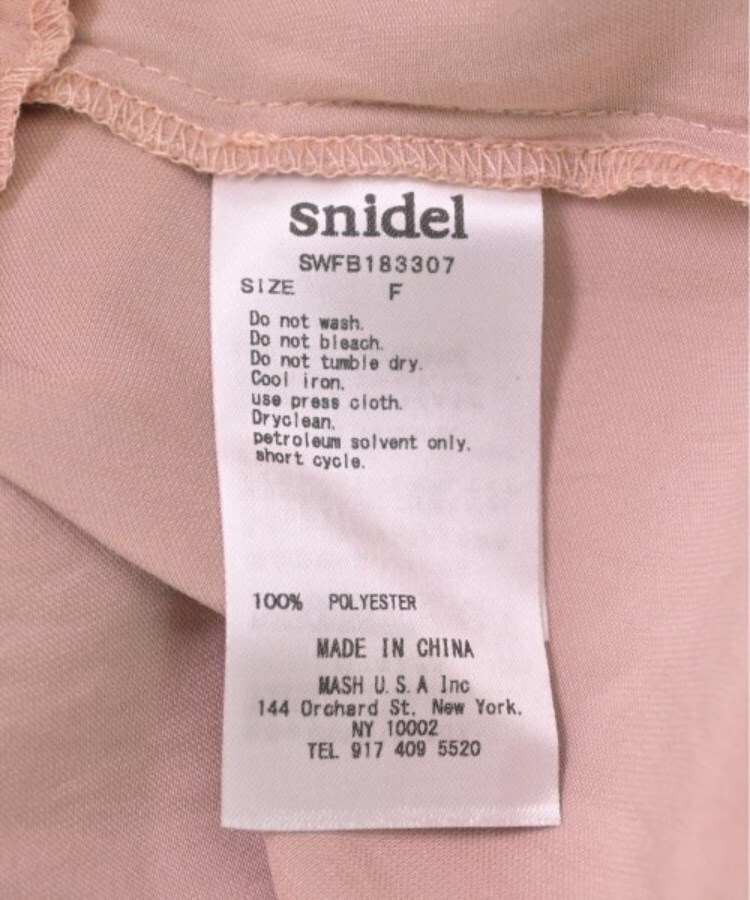 snidel
SWFB183307
SIZE F
Do not wash.
Do not bleach.
Do not tumble dry.
Cool iron.
use press cloth.
Dryclean.
petroleum solvent only.
short cycle.
100% POLYESTER
MADE IN CHINA
MASH U.S.A Inc
144 Orchard St. New York.
NY 10002
TEL 917 409 5520